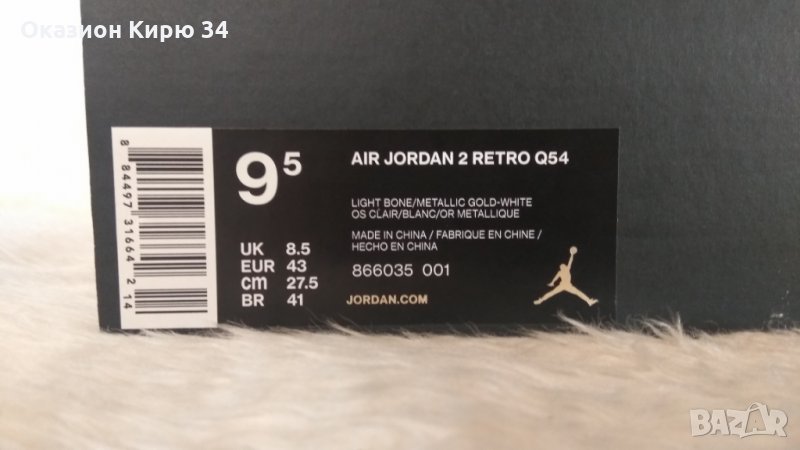 Оказион Кирю 34
8 84497 31664 2 14
9⁵
AIR JORDAN 2 RETRO Q54
LIGHT BONE/METALLIC GOLD-WHITE
OS CLAIR/BLANC/OR METALLIQUE
MADE IN CHINA / FABRIQUE EN CHINE /
HECHO EN CHINA
UK 8.5
EUR 43
cm 27.5
BR 41
866035 001
JORDAN.COM
BAZAR